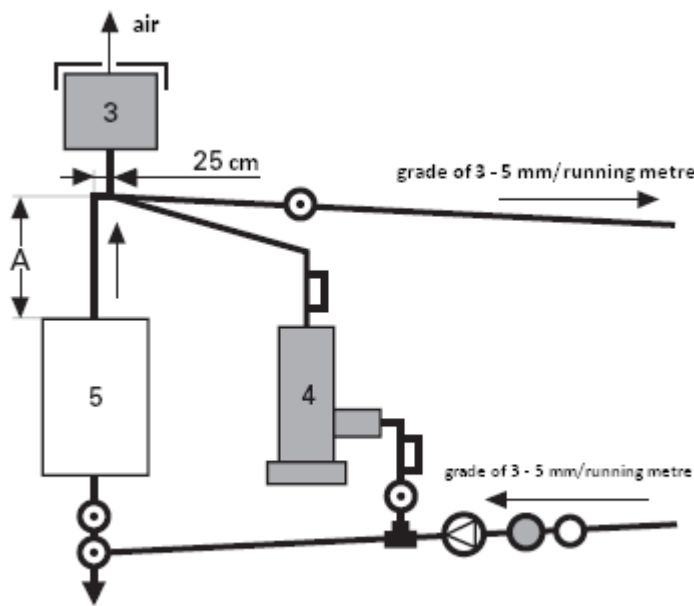 air
3
25 cm
grade of 3 - 5 mm/running metre
A
5
4
grade of 3 - 5 mm/running metre